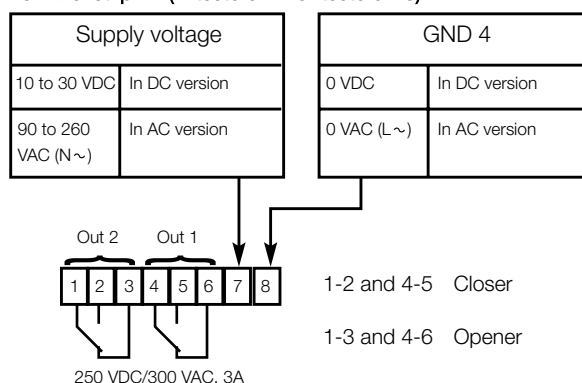 Supply voltage
10 to 30 VDC In DC version
90 to 260 VAC (N~) In AC version
GND 4
0 VDC In DC version
0 VAC (L~) In AC version
Out 2 Out 1
1 2 3 4 5 6 7 8
1-2 and 4-5 Closer
1-3 and 4-6 Opener
250 VDC/300 VAC. 3A